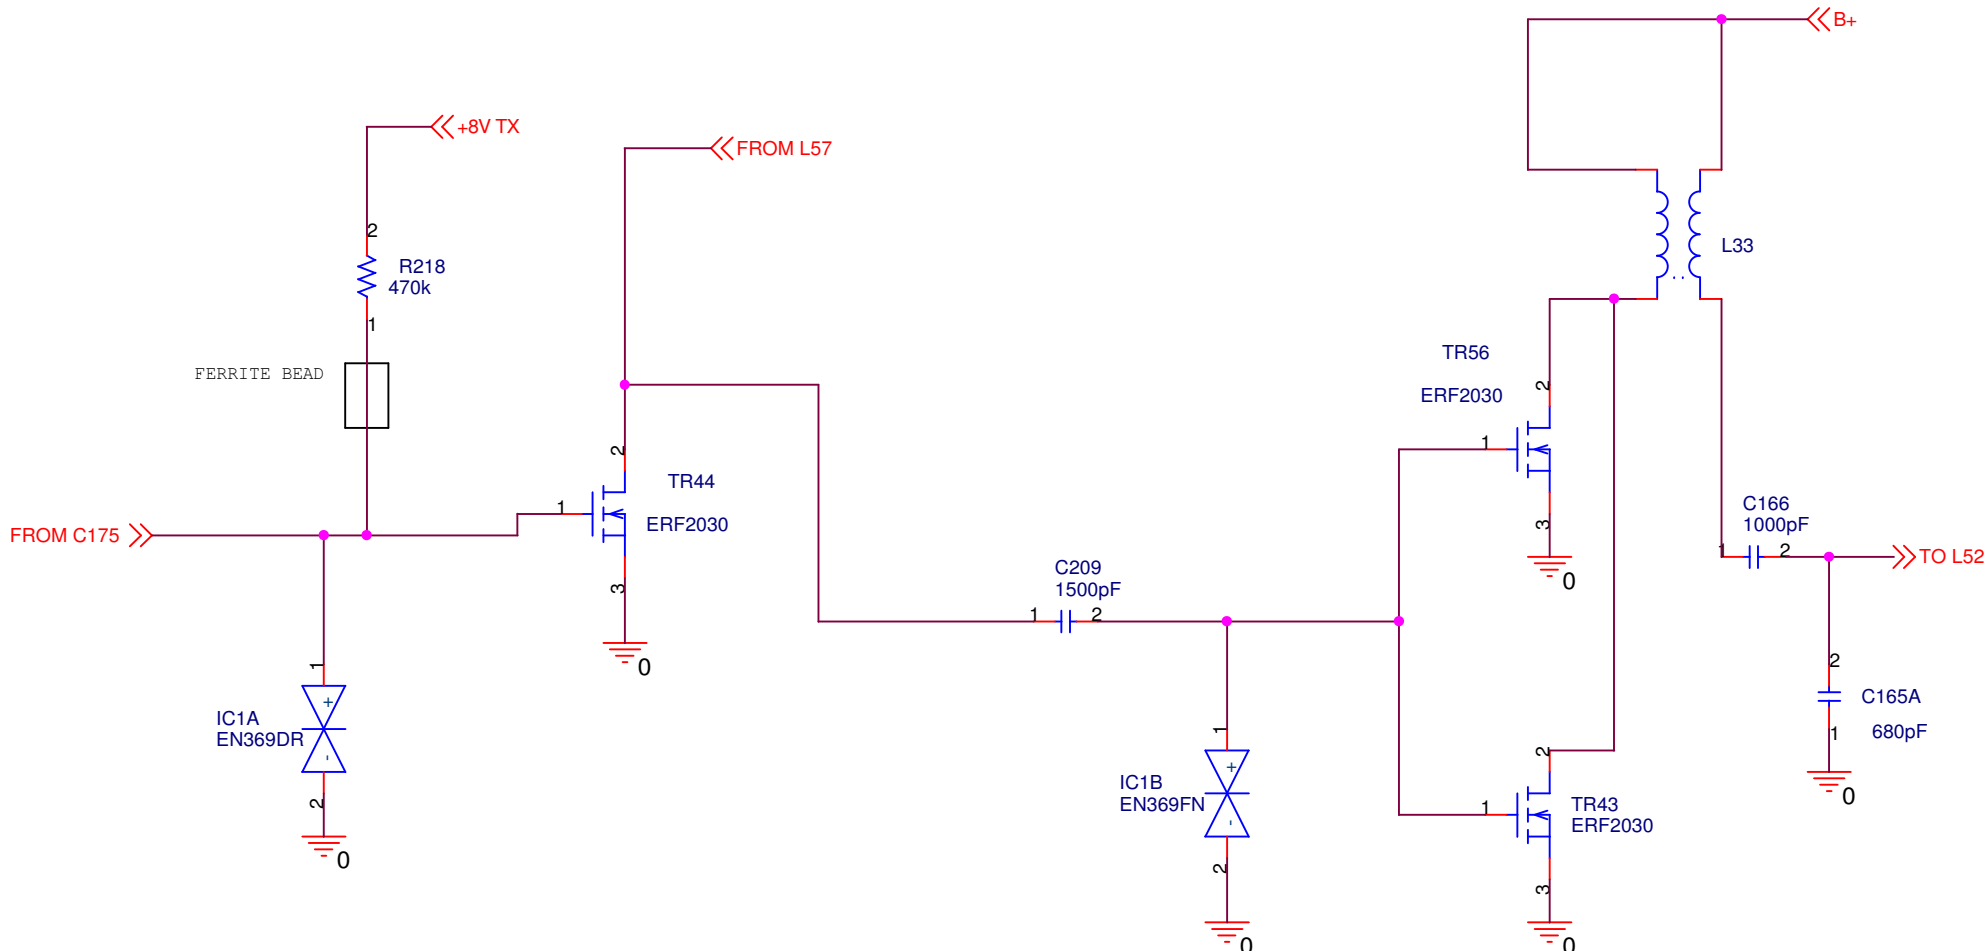 B+
+8V TX
FROM L57
2
R218
470k
1
L33
FERRITE BEAD
TR56
ERF2030
2
1
3
0
2
TR44
1
ERF2030
3
0
FROM C175
C166
1000pF
1
2
TO L52
C209
1500pF
1
2
2
C165A
1
680pF
0
1
+
IC1A
EN369DR
-
2
0
1
+
IC1B
EN369FN
-
2
0
2
1
TR43
ERF2030
3
0